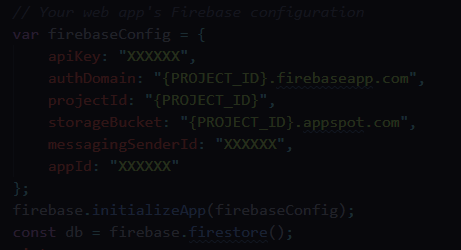 // Your web app's Firebase configuration
var firebaseConfig = {
    apiKey: "XXXXXX",
    authDomain: "{PROJECT_ID}.firebaseapp.com",
    projectId: "{PROJECT_ID}",
    storageBucket: "{PROJECT_ID}.appspot.com",
    messagingSenderId: "XXXXXX",
    appId: "XXXXXX"
};
firebase.initializeApp(firebaseConfig);
const db = firebase.firestore();